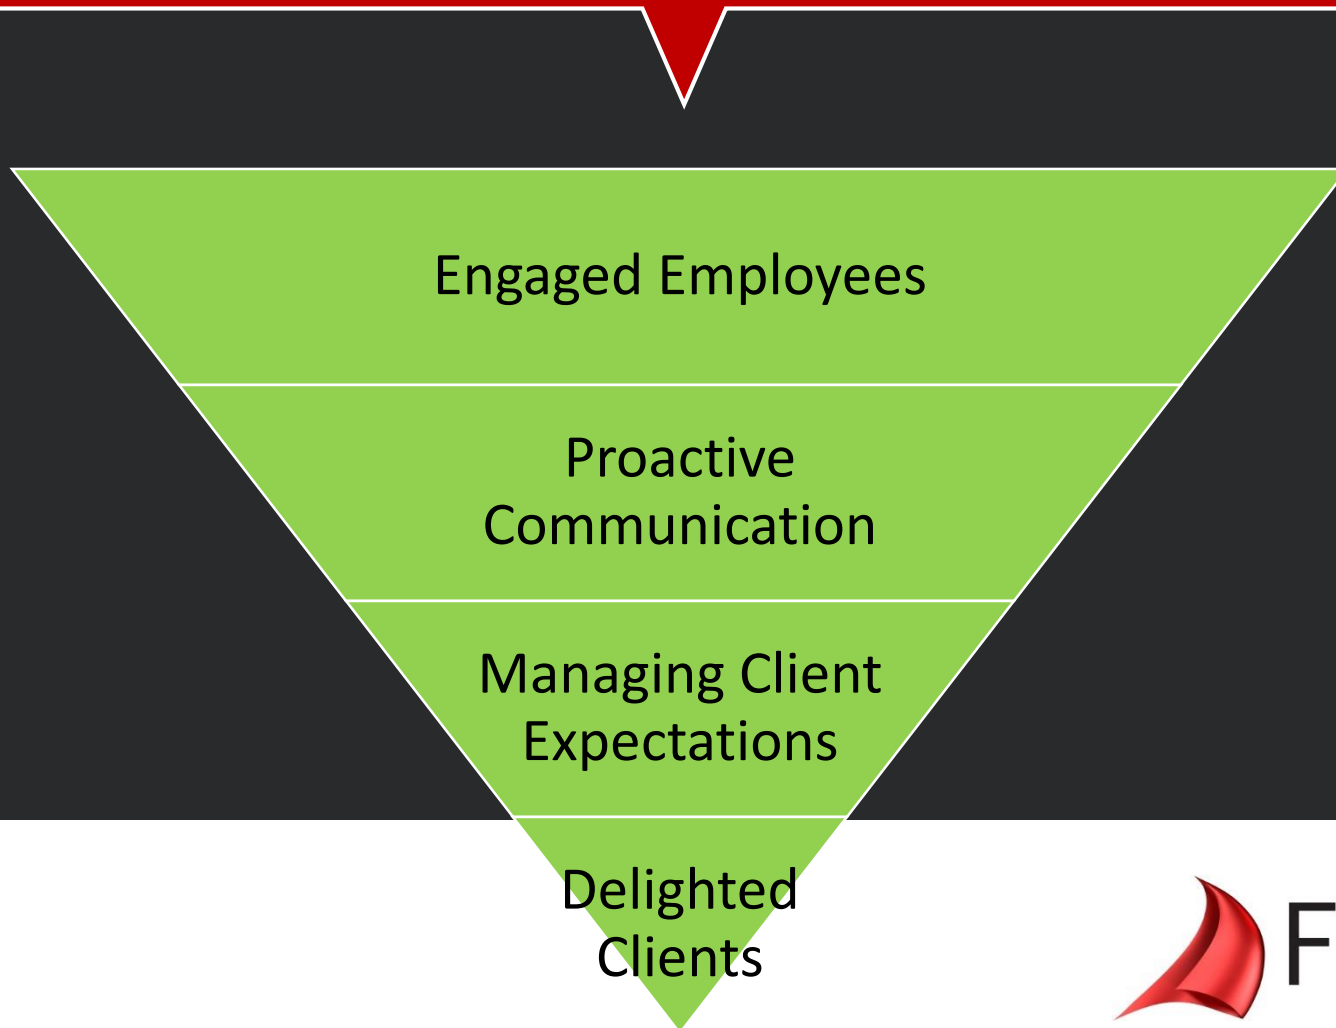 Engaged Employees
Proactive
Communication
Managing Client
Expectations
Delighted
Clients
F